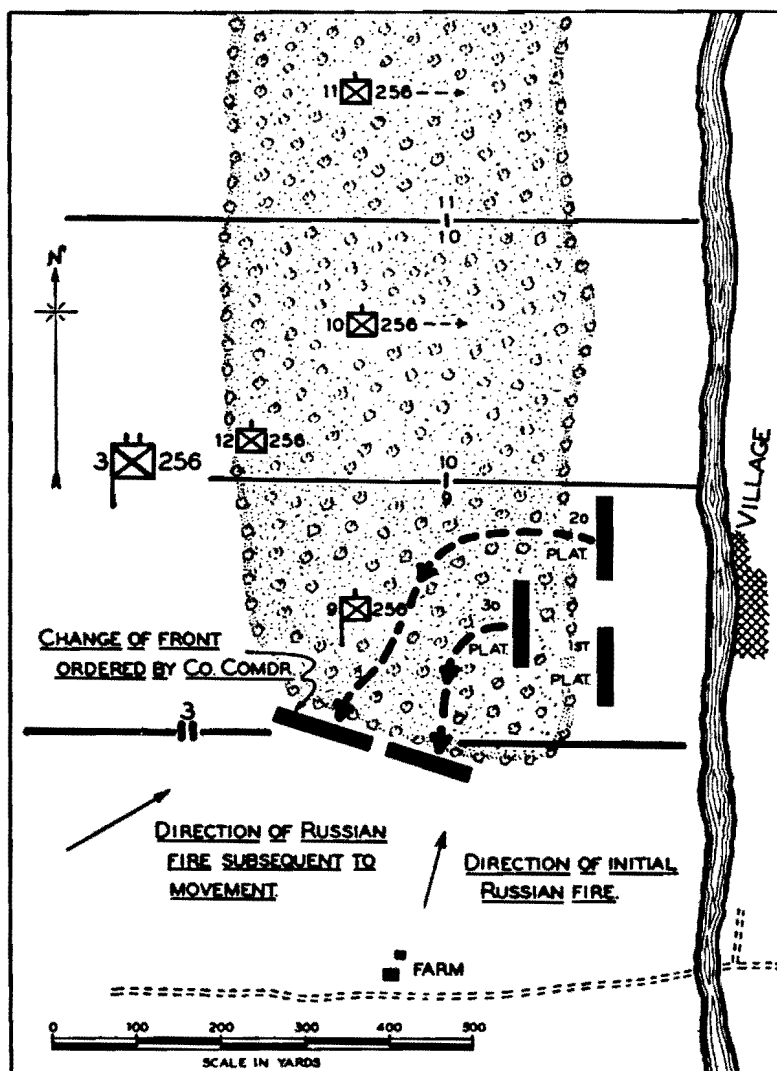 11 256
11
10
N
10 256
12 256
3 256
10
9
VILLAGE
2D
PLAT.
3D
PLAT.
1ST
PLAT.
9 256
CHANGE OF FRONT
ORDERED BY CO. COMDR.
3
DIRECTION OF RUSSIAN
FIRE SUBSEQUENT TO
MOVEMENT.
DIRECTION OF INITIAL
RUSSIAN FIRE.
FARM
0 100 200 300 400 500
SCALE IN YARDS